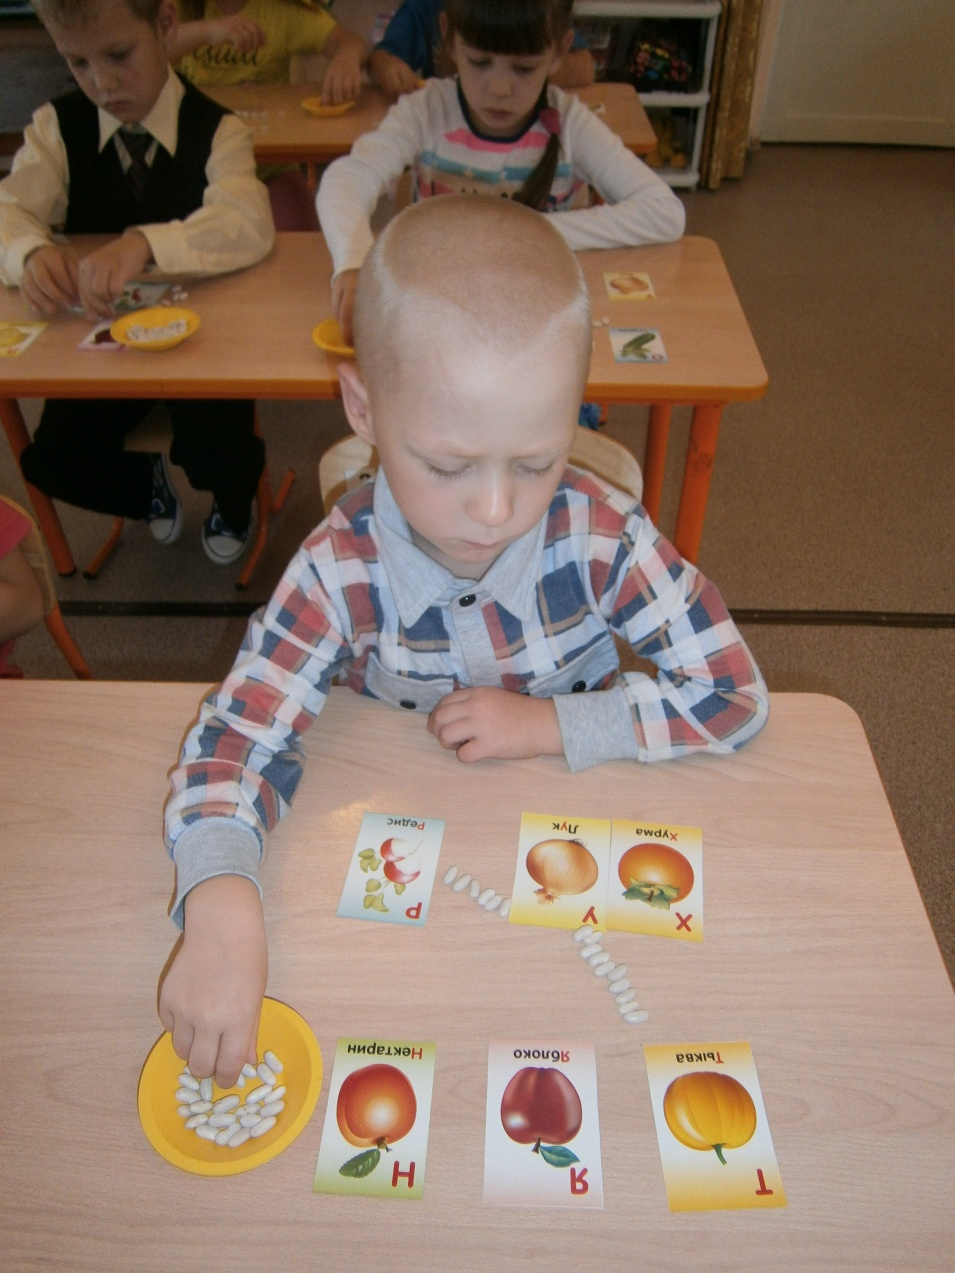 Р
Редис
У
Лук
Х
Хурма
Н
Нектарин
Я
Яблоко
Т
Тыква